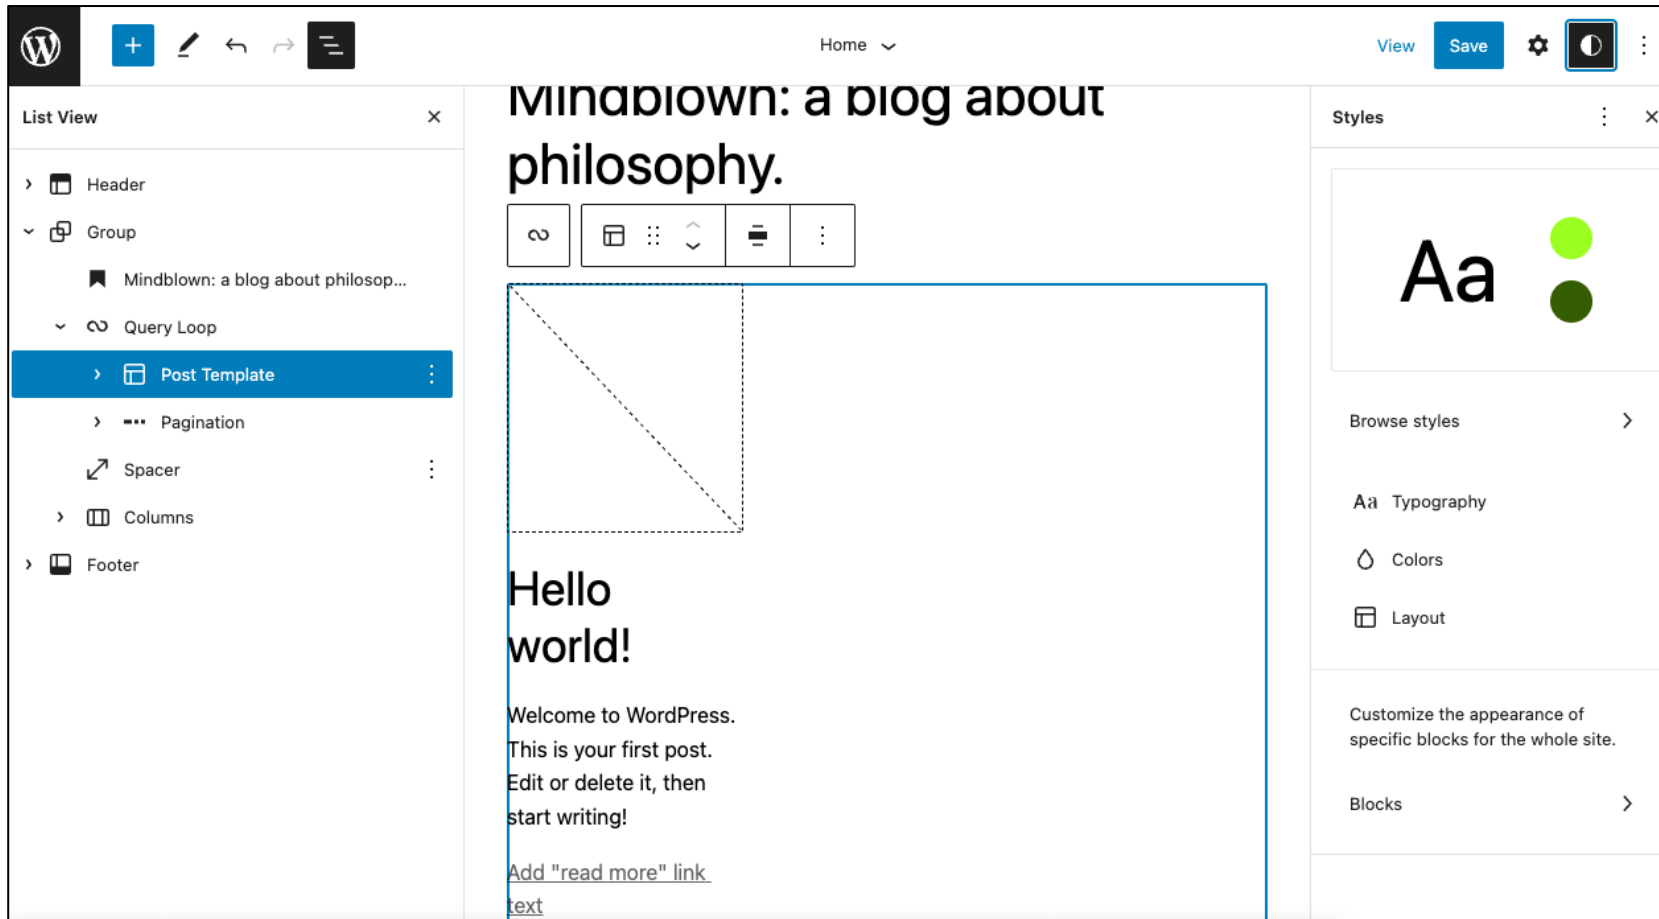 Home
View
Save
List View
Header
Group
Mindblown: a blog about philosop...
Query Loop
Post Template
Pagination
Spacer
Columns
Footer
Mindblown: a blog about
philosophy.
Hello
world!
Welcome to WordPress.
This is your first post.
Edit or delete it, then
start writing!
Add "read more" link
text
Styles
Aa
Browse styles
Aa Typography
Colors
Layout
Customize the appearance of
specific blocks for the whole site.
Blocks